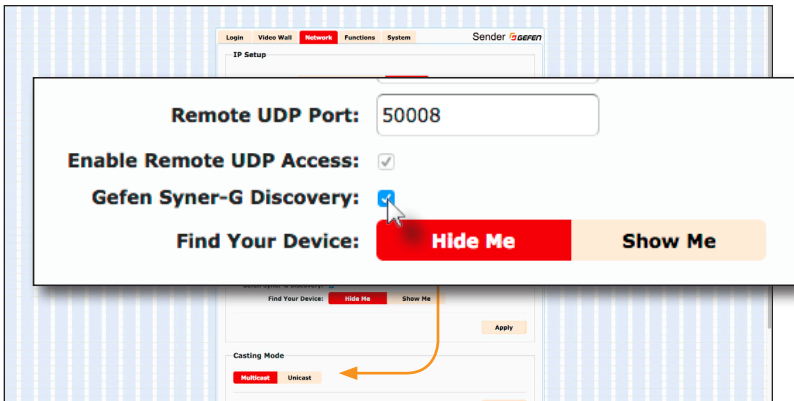 Login Video Wall Network Functions System Sender GEFEN
IP Setup
Remote UDP Port: 50008
Enable Remote UDP Access:
Gefen Syner-G Discovery:
Find Your Device: Hide Me Show Me
Find Your Device: Hide Me Show Me
Apply
Casting Mode
Multicast Unicast